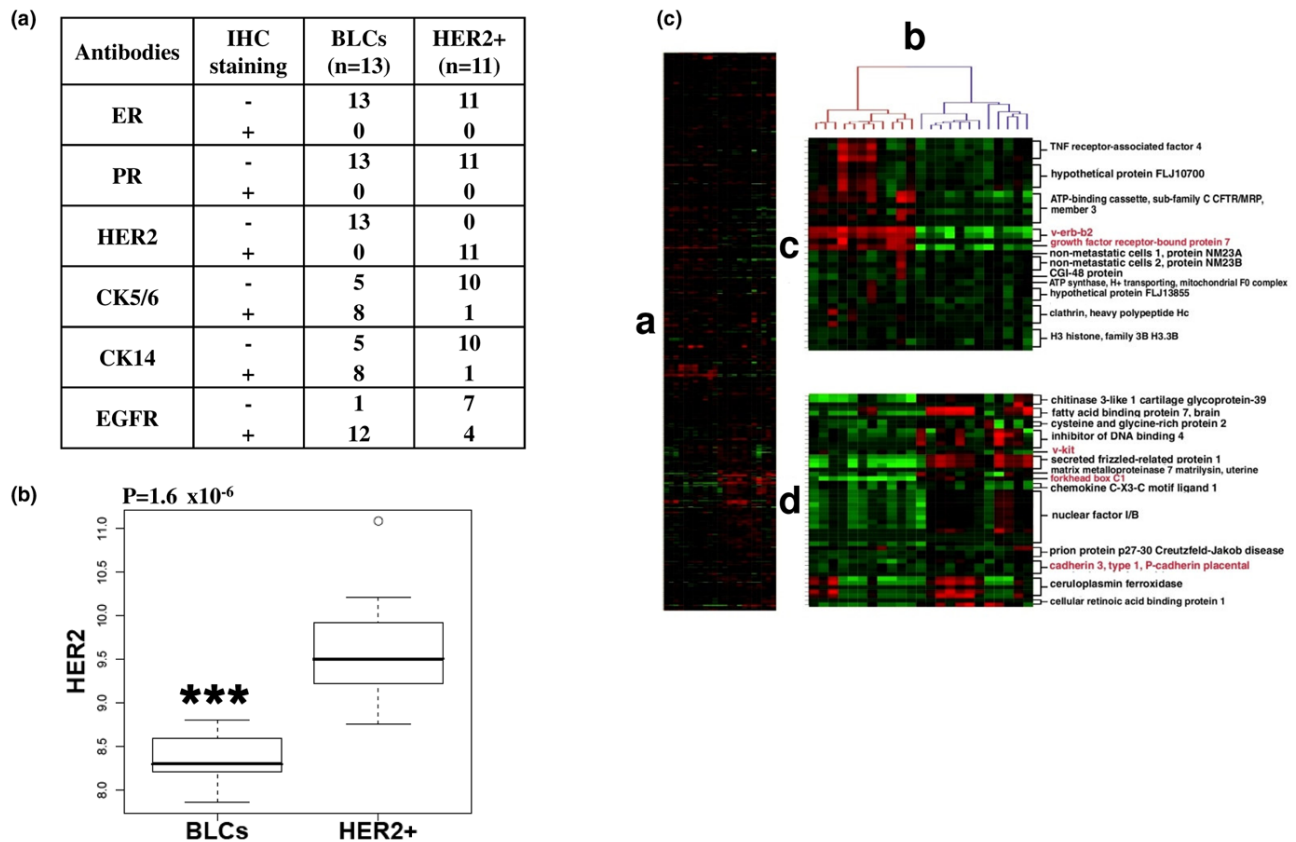 (a)
Antibodies IHC staining BLCs (n=13) HER2+ (n=11)
ER - 13 11
+ 0 0
PR - 13 11
+ 0 0
HER2 - 13 0
+ 0 11
CK5/6 - 5 10
+ 8 1
CK14 - 5 10
+ 8 1
EGFR - 1 7
+ 12 4
(b)
P=1.6 x10-6
HER2
11.0
10.5
10.0
9.5
9.0
8.5
8.0
***
BLCs HER2+
(c)
a
b
c
TNF receptor-associated factor 4
hypothetical protein FLJ10700
ATP-binding cassette, sub-family C CFTR/MRP,
member 3
v-erb-b2
growth factor receptor-bound protein 7
non-metastatic cells 1, protein NM23A
non-metastatic cells 2, protein NM23B
CGI-48 protein
ATP synthase, H+ transporting, mitochondrial F0 complex
hypothetical protein FLJ13855
clathrin, heavy polypeptide Hc
H3 histone, family 3B H3.3B
d
chitinase 3-like 1 cartilage glycoprotein-39
fatty acid binding protein 7, brain
cysteine and glycine-rich protein 2
inhibitor of DNA binding 4
v-kit
secreted frizzled-related protein 1
matrix metalloproteinase 7 matrilysin, uterine
forkhead box C1
chemokine C-X3-C motif ligand 1
nuclear factor I/B
prion protein p27-30 Creutzfeld-Jakob disease
cadherin 3, type 1, P-cadherin placental
ceruloplasmin ferroxidase
cellular retinoic acid binding protein 1